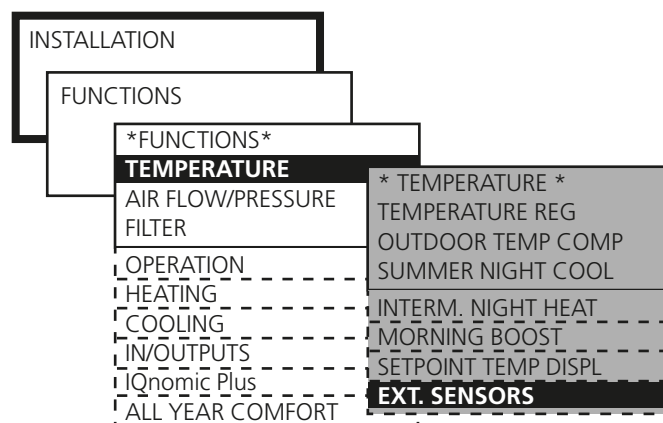 INSTALLATION
FUNCTIONS
*FUNCTIONS*
TEMPERATURE
AIR FLOW/PRESSURE
FILTER
OPERATION
HEATING
COOLING
IN/OUTPUTS
IQnomic Plus
ALL YEAR COMFORT
* TEMPERATURE *
TEMPERATURE REG
OUTDOOR TEMP COMP
SUMMER NIGHT COOL
INTERM. NIGHT HEAT
MORNING BOOST
SETPOINT TEMP DISPL
EXT. SENSORS